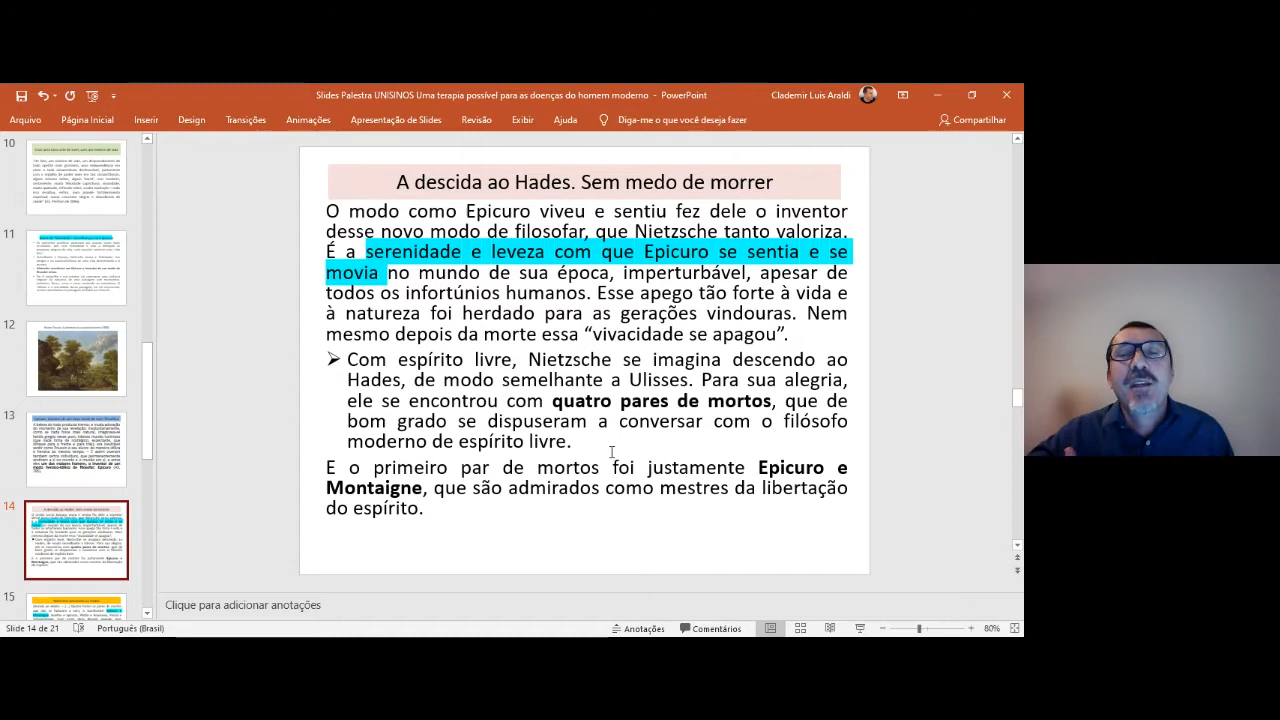 Slides Palestra UNISINOS Uma terapia possível para as doenças do homem moderno - PowerPoint
Clademir Luis Araldi
Arquivo Página Inicial Inserir Design Transições Animações Apresentação de Slides Revisão Exibir Ajuda Diga-me o que você deseja fazer Compartilhar
10
11
12
13
14
15
A descida ao Hades. Sem medo de morrer
O modo como Epicuro viveu e sentiu fez dele o inventor
desse novo modo de filosofar, que Nietzsche tanto valoriza.
É a serenidade e leveza com que Epicuro se sentia e se
movia no mundo de sua época, imperturbável, apesar de
todos os infortúnios humanos. Esse apego tão forte à vida e
à natureza foi herdado para as gerações vindouras. Nem
mesmo depois da morte essa “vivacidade se apagou”.
➢ Com espírito livre, Nietzsche se imagina descendo ao
Hades, de modo semelhante a Ulisses. Para sua alegria,
ele se encontrou com quatro pares de mortos, que de
bom grado se dispuseram a conversar com o filósofo
moderno de espírito livre.
E o primeiro par de mortos foi justamente Epicuro e
Montaigne, que são admirados como mestres da libertação
do espírito.
Clique para adicionar anotações
Slide 14 de 21 Português (Brasil) Anotações Comentários 80%